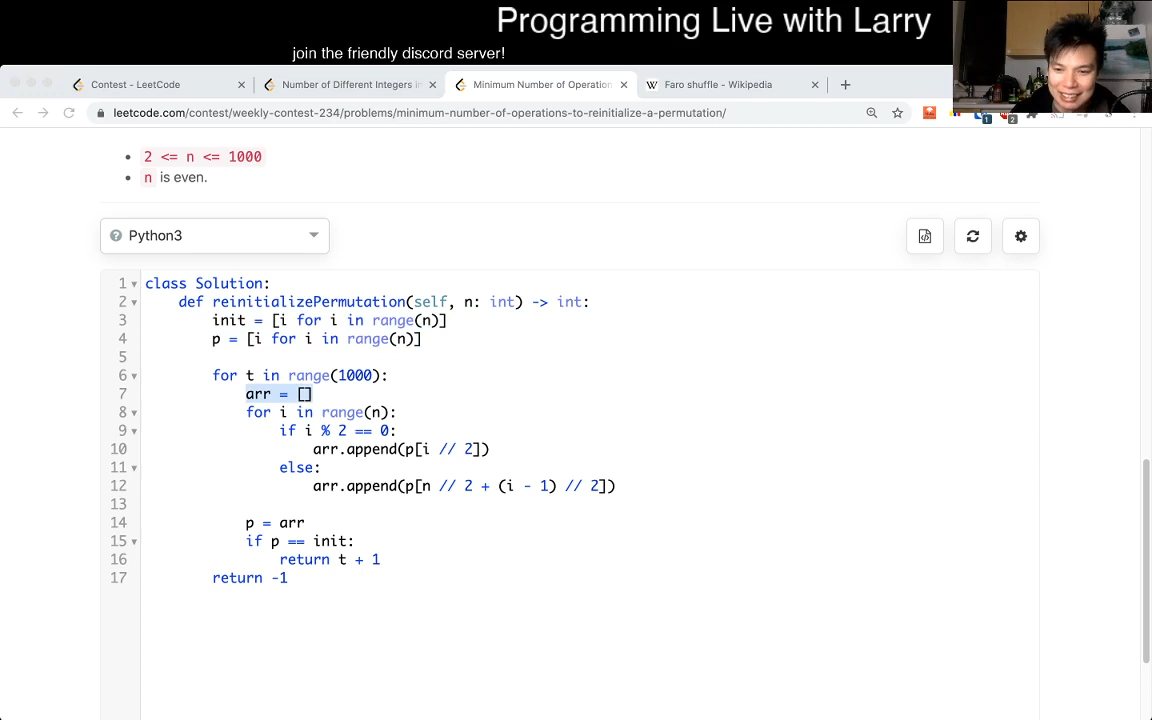 Programming Live with Larry
join the friendly discord server!
Contest - LeetCode
Number of Different Integers i
Minimum Number of Operation
Faro shuffle - Wikipedia
leetcode.com/contest/weekly-contest-234/problems/minimum-number-of-operations-to-reinitialize-a-permutation/
1
2
2 <= n <= 1000
n is even.
Python3
1 class Solution:
2 def reinitializePermutation(self, n: int) -> int:
3 init = [i for i in range(n)]
4 p = [i for i in range(n)]
5
6 for t in range(1000):
7 arr = []
8 for i in range(n):
9 if i % 2 == 0:
10 arr.append(p[i // 2])
11 else:
12 arr.append(p[n // 2 + (i - 1) // 2])
13
14 p = arr
15 if p == init:
16 return t + 1
17 return -1